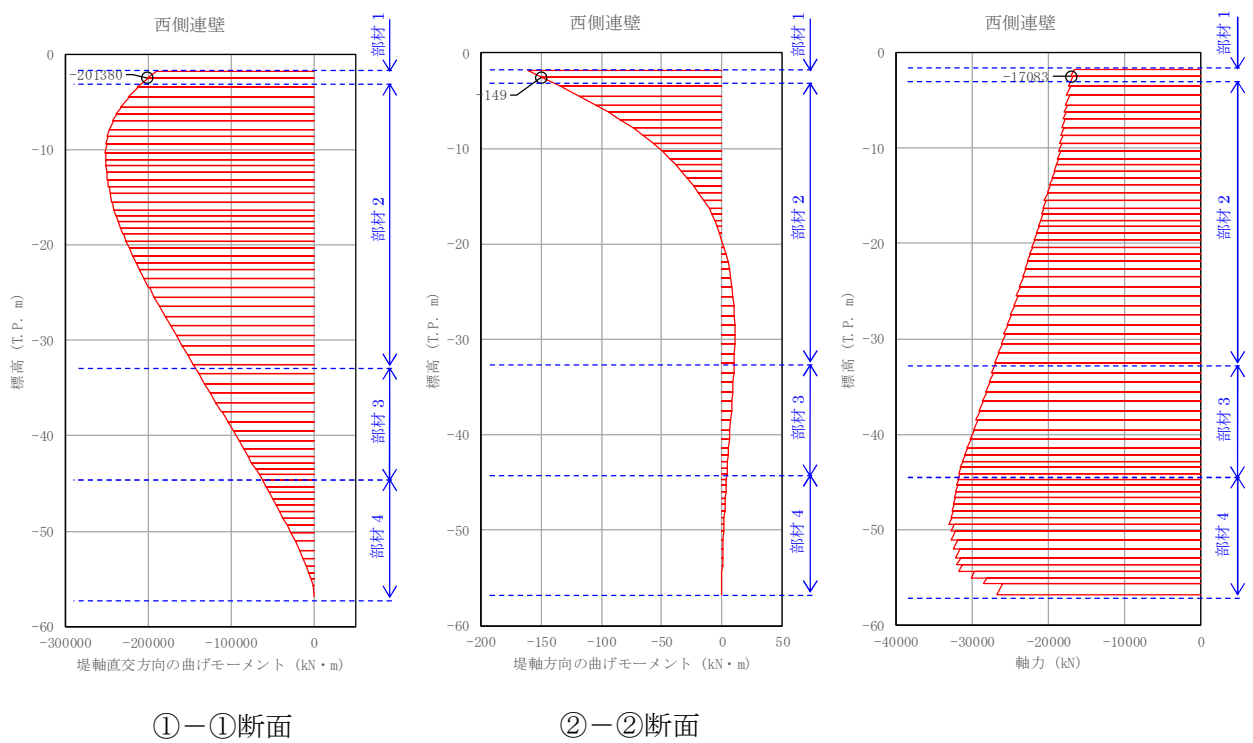 西側連壁
部材 1
0
-201380
-10
部材 2
-20
標高 (T.P. m)
-30
部材 3
-40
-50
部材 4
-60
-300000 -200000 -100000 0
堤軸直交方向の曲げモーメント (kN・m)
①－①断面
西側連壁
部材 1
0
-149
-10
部材 2
-20
標高 (T.P. m)
-30
部材 3
-40
-50
部材 4
-60
-200 -150 -100 -50 0 50
堤軸方向の曲げモーメント (kN・m)
②－②断面
西側連壁
部材 1
0
-17083
-10
部材 2
-20
標高 (T.P. m)
-30
部材 3
-40
-50
部材 4
-60
-40000 -30000 -20000 -10000 0
軸力 (kN)